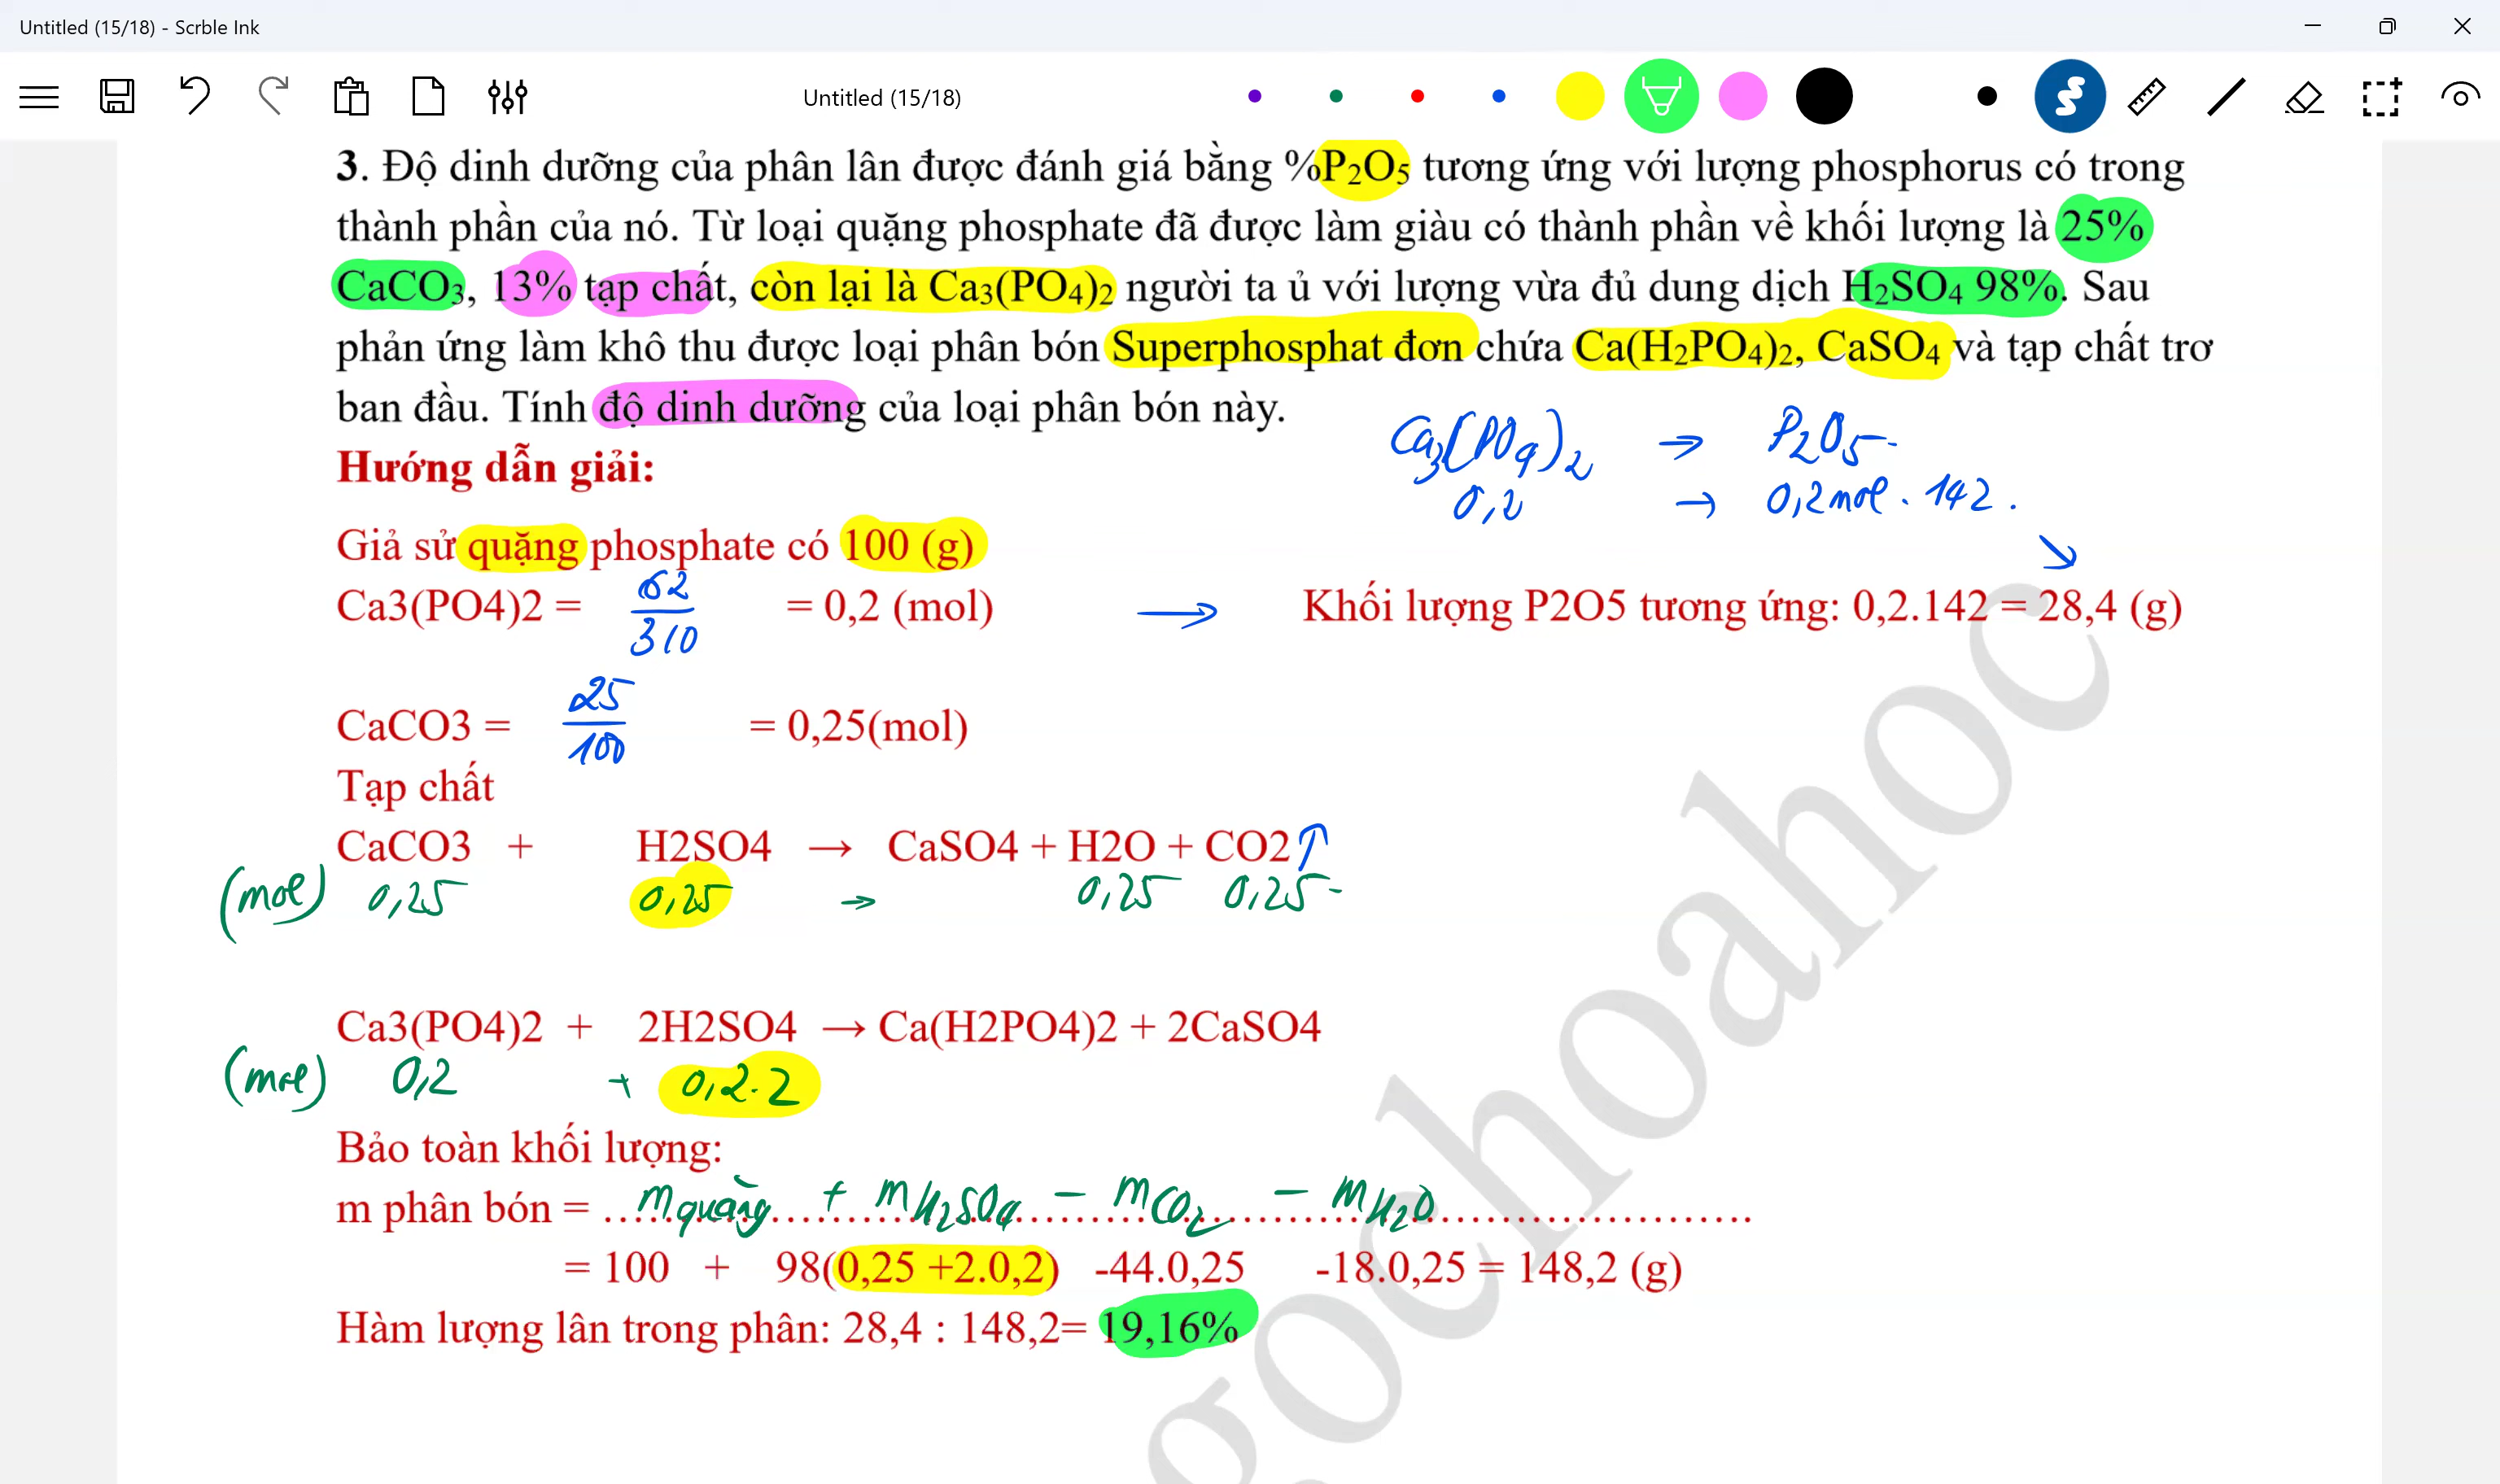 Untitled (15/18) - Scrble Ink
Untitled (15/18)
3. Độ dinh dưỡng của phân lân được đánh giá bằng %P₂O₅ tương ứng với lượng phosphorus có trong
thành phần của nó. Từ loại quặng phosphate đã được làm giàu có thành phần về khối lượng là 25%
CaCO₃, 13% tạp chất, còn lại là Ca₃(PO₄)₂ người ta ủ với lượng vừa đủ dung dịch H₂SO₄ 98%. Sau
phản ứng làm khô thu được loại phân bón Superphosphat đơn chứa Ca(H₂PO₄)₂, CaSO₄ và tạp chất trơ
ban đầu. Tính độ dinh dưỡng của loại phân bón này.
Ca₃(PO₄)₂ ⇒ P₂O₅
Hướng dẫn giải:
0,2 → 0,2 mol . 142 .
Giả sử quặng phosphate có 100 (g)
Ca3(PO4)2 = 62/310 = 0,2 (mol) → Khối lượng P2O5 tương ứng: 0,2.142 = 28,4 (g)
CaCO3 = 25/100 = 0,25(mol)
Tạp chất
CaCO3 + H2SO4 → CaSO4 + H2O + CO2↑
(mol) 0,25 0,25 → 0,25 0,25
Ca3(PO4)2 + 2H2SO4 → Ca(H2PO4)2 + 2CaSO4
(mol) 0,2 → 0,2.2
Bảo toàn khối lượng:
m phân bón = m quặng + m H₂SO₄ − m CO₂ − m H₂O
= 100 + 98(0,25 +2.0,2) -44.0,25 -18.0,25 = 148,2 (g)
Hàm lượng lân trong phân: 28,4 : 148,2= 19,16%
gochoahoc